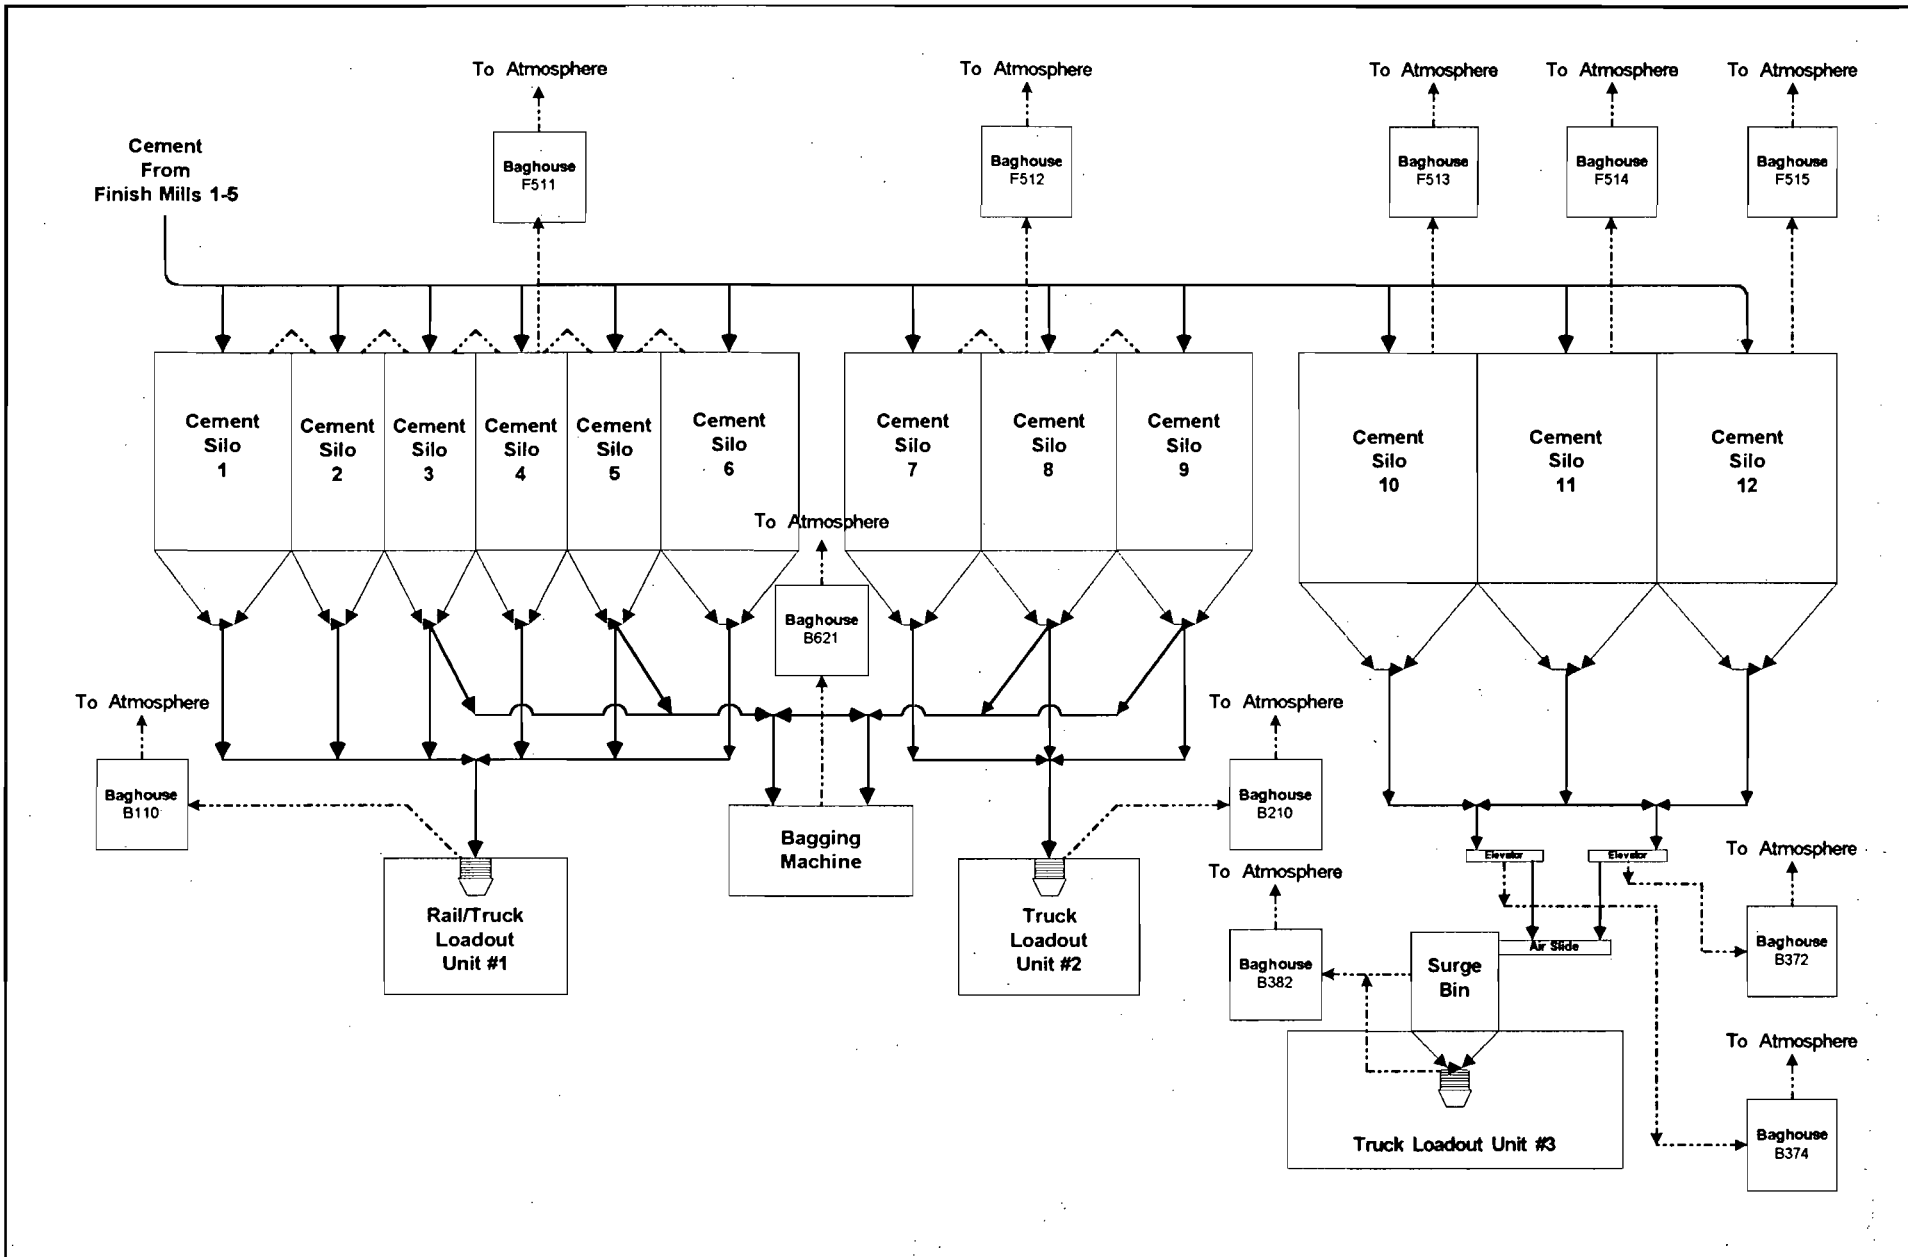 To Atmosphere
To Atmosphere
To Atmosphere
To Atmosphere
To Atmosphere
Cement
From
Finish Mills 1-5
Baghouse
F511
Baghouse
F512
Baghouse
F513
Baghouse
F514
Baghouse
F515
Cement
Silo
1
Cement
Silo
2
Cement
Silo
3
Cement
Silo
4
Cement
Silo
5
Cement
Silo
6
Cement
Silo
7
Cement
Silo
8
Cement
Silo
9
Cement
Silo
10
Cement
Silo
11
Cement
Silo
12
To Atmosphere
Baghouse
B621
To Atmosphere
Baghouse
B110
To Atmosphere
Baghouse
B210
Rail/Truck
Loadout
Unit #1
Bagging
Machine
Truck
Loadout
Unit #2
Elevator
Elevator
To Atmosphere
Baghouse
B382
To Atmosphere
Baghouse
B372
Air Slide
Surge
Bin
To Atmosphere
Baghouse
B374
Truck Loadout Unit #3